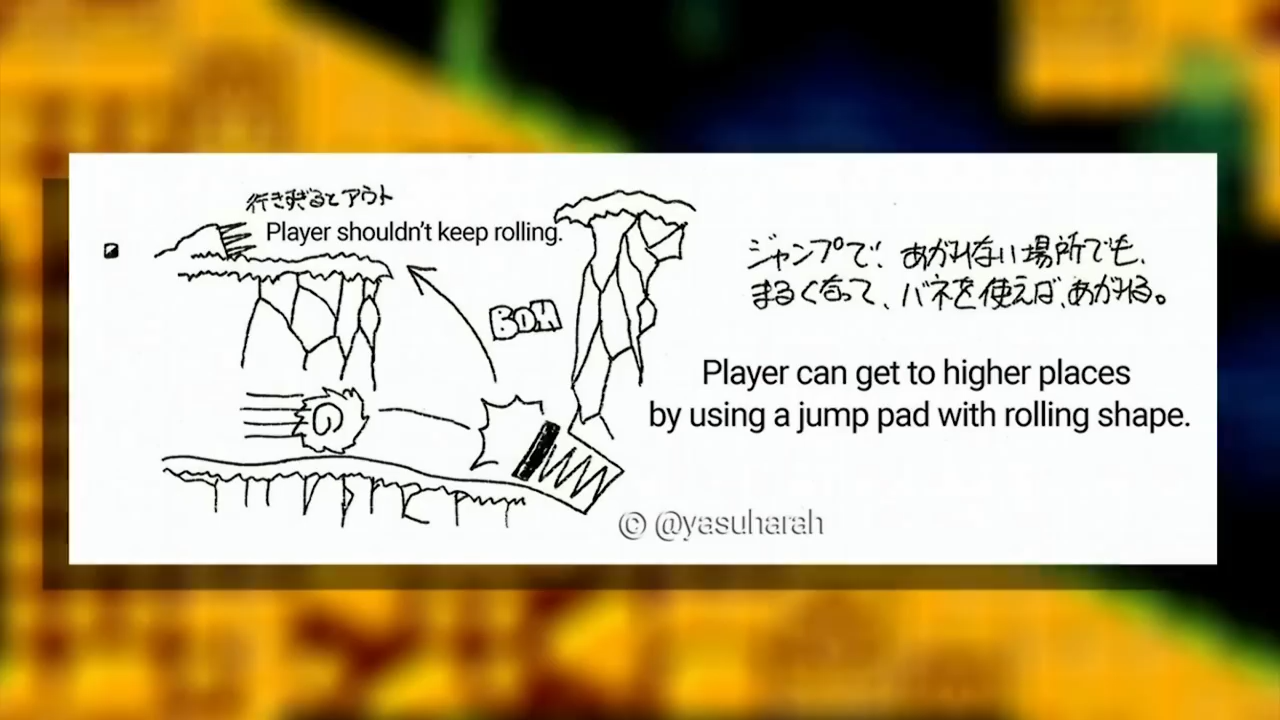 行きすぎるとアウト
Player shouldn't keep rolling.
BOM
ジャンプで、あがれない場所でも、
まるくなって、バネを使えば、あがれる。
Player can get to higher places
by using a jump pad with rolling shape.
© @yasuharah